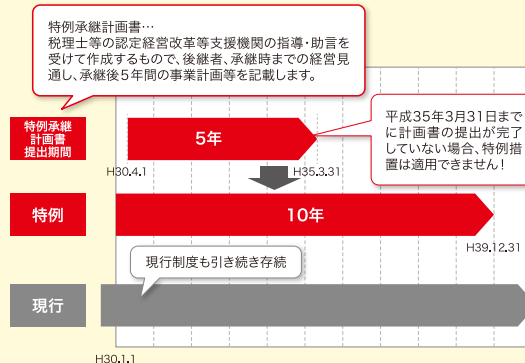 特例承継計画書…
税理士等の認定経営改革等支援機関の指導・助言を
受けて作成するもので、後継者、承継時までの経営見
通し、承継後5年間の事業計画等を記載します。
特例承継
計画書
提出期間
5年
平成35年3月31日まで
に計画書の提出が完了
していない場合、特例措
置は適用できません！
H30.4.1
H35.3.31
特例
10年
H39.12.31
現行制度も引き続き存続
現行
H30.1.1